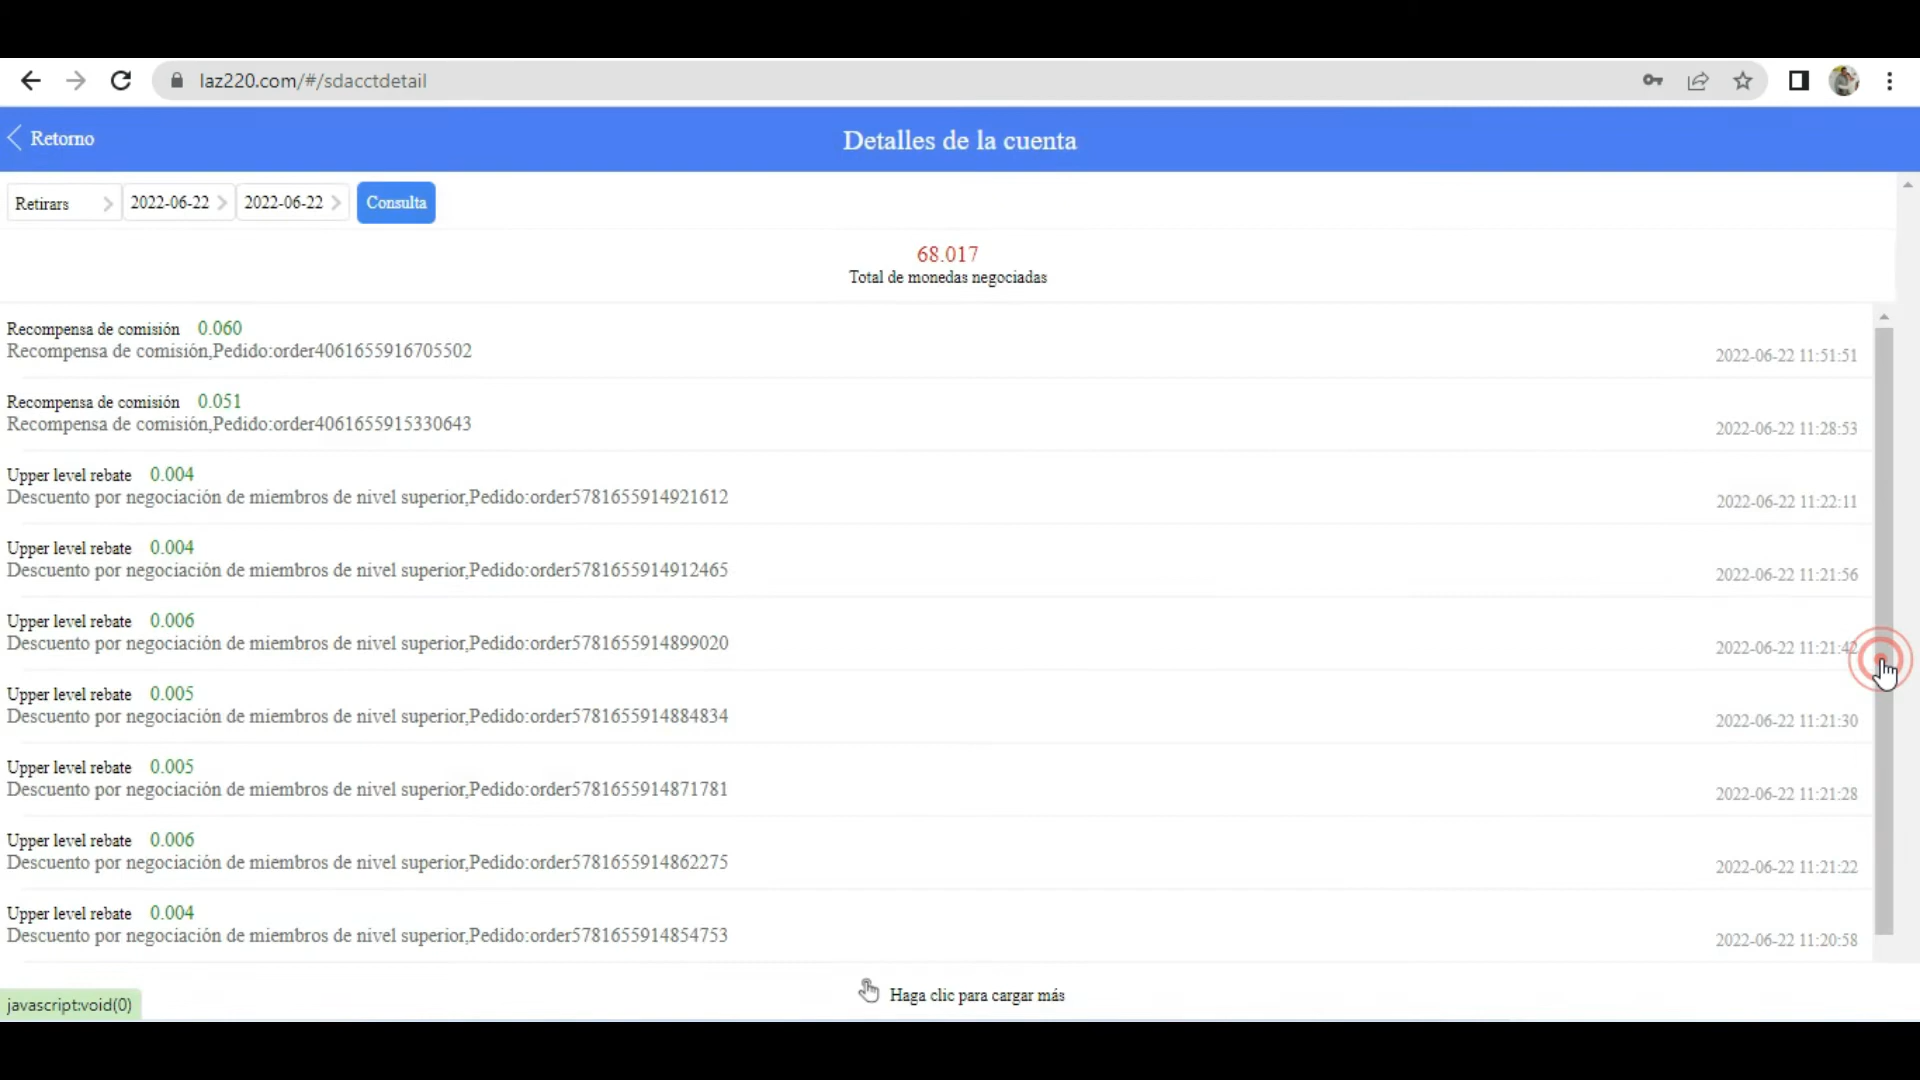 laz220.com/#/sdacctdetail
Retorno
Detalles de la cuenta
Retirars 2022-06-22 2022-06-22 Consulta
68.017
Total de monedas negociadas
Recompensa de comisión 0.060
Recompensa de comisión,Pedido:order4061655916705502
2022-06-22 11:51:51
Recompensa de comisión 0.051
Recompensa de comisión,Pedido:order4061655915330643
2022-06-22 11:28:53
Upper level rebate 0.004
Descuento por negociación de miembros de nivel superior,Pedido:order5781655914921612
2022-06-22 11:22:11
Upper level rebate 0.004
Descuento por negociación de miembros de nivel superior,Pedido:order5781655914912465
2022-06-22 11:21:56
Upper level rebate 0.006
Descuento por negociación de miembros de nivel superior,Pedido:order5781655914899020
2022-06-22 11:21:42
Upper level rebate 0.005
Descuento por negociación de miembros de nivel superior,Pedido:order5781655914884834
2022-06-22 11:21:30
Upper level rebate 0.005
Descuento por negociación de miembros de nivel superior,Pedido:order5781655914871781
2022-06-22 11:21:28
Upper level rebate 0.006
Descuento por negociación de miembros de nivel superior,Pedido:order5781655914862275
2022-06-22 11:21:22
Upper level rebate 0.004
Descuento por negociación de miembros de nivel superior,Pedido:order5781655914854753
2022-06-22 11:20:58
Haga clic para cargar más
javascript:void(0)